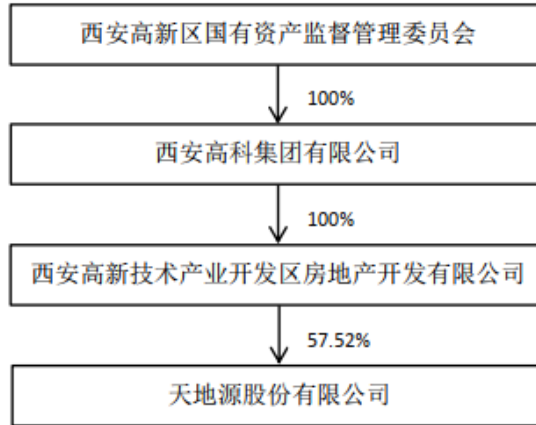 西安高新区国有资产监督管理委员会
100%
西安高科集团有限公司
100%
西安高新技术产业开发区房地产开发有限公司
57.52%
天地源股份有限公司